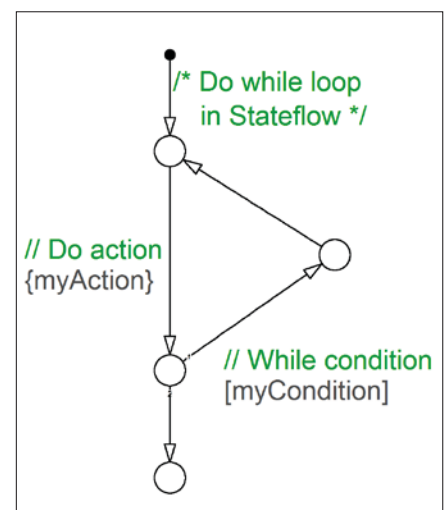 /* Do while loop
in Stateflow */
// Do action
{myAction}
// While condition
[myCondition]